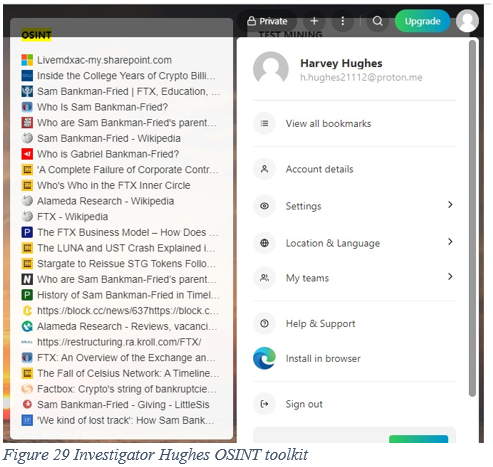 OSINT
Livemdxac-my.sharepoint.com
Inside the College Years of Crypto Billi...
Sam Bankman-Fried | FTX, Education, ...
Who Is Sam Bankman-Fried?
Who are Sam Bankman-Fried's parent...
Sam Bankman-Fried - Wikipedia
Who is Gabriel Bankman-Fried?
'A Complete Failure of Corporate Contr...
Who's Who in the FTX Inner Circle
Alameda Research - Wikipedia
FTX - Wikipedia
The FTX Business Model – How Does ...
The LUNA and UST Crash Explained i...
Stargate to Reissue STG Tokens Follo...
Who are Sam Bankman-Fried's parent...
History of Sam Bankman-Fried in Timel...
https://block.cc/news/637https://block.c...
Alameda Research - Reviews, vacanci...
https://restructuring.ra.kroll.com/FTX/
FTX: An Overview of the Exchange an...
The Fall of Celsius Network: A Timeline...
Factbox: Crypto's string of bankruptcie...
Sam Bankman-Fried - Giving - LittleSis
'We kind of lost track': How Sam Bank...
Private
Upgrade
TEST MINING
Harvey Hughes
h.hughes21112@proton.me
View all bookmarks
Account details
Settings
Location & Language
My teams
Help & Support
Install in browser
Sign out
Figure 29 Investigator Hughes OSINT toolkit